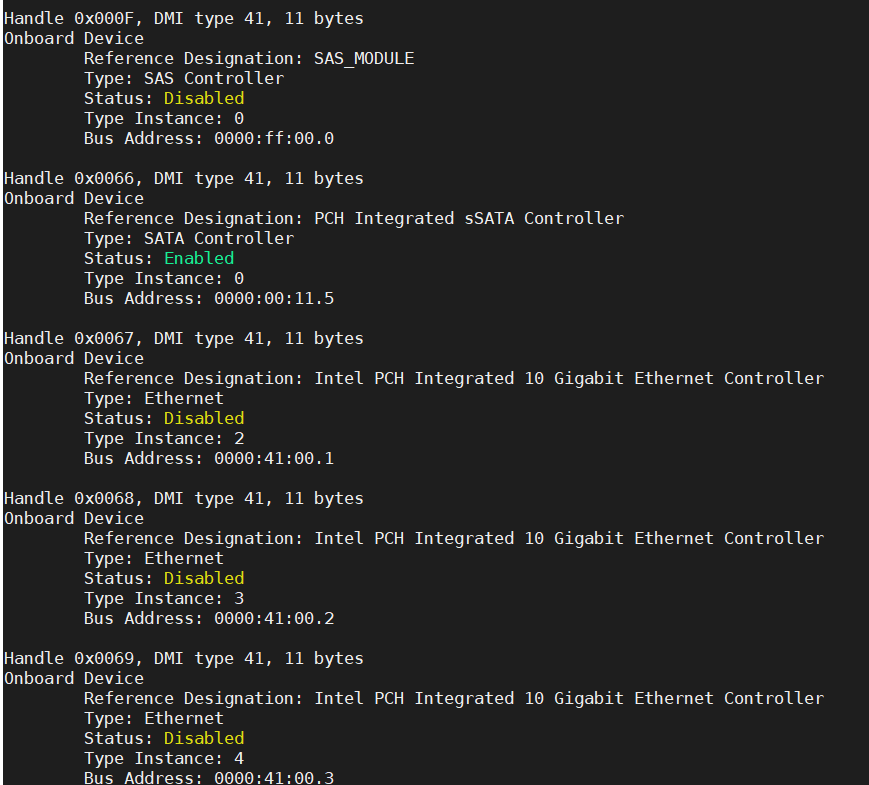 Handle 0x000F, DMI type 41, 11 bytes
Onboard Device
Reference Designation: SAS_MODULE
Type: SAS Controller
Status: Disabled
Type Instance: 0
Bus Address: 0000:ff:00.0
Handle 0x0066, DMI type 41, 11 bytes
Onboard Device
Reference Designation: PCH Integrated sSATA Controller
Type: SATA Controller
Status: Enabled
Type Instance: 0
Bus Address: 0000:00:11.5
Handle 0x0067, DMI type 41, 11 bytes
Onboard Device
Reference Designation: Intel PCH Integrated 10 Gigabit Ethernet Controller
Type: Ethernet
Status: Disabled
Type Instance: 2
Bus Address: 0000:41:00.1
Handle 0x0068, DMI type 41, 11 bytes
Onboard Device
Reference Designation: Intel PCH Integrated 10 Gigabit Ethernet Controller
Type: Ethernet
Status: Disabled
Type Instance: 3
Bus Address: 0000:41:00.2
Handle 0x0069, DMI type 41, 11 bytes
Onboard Device
Reference Designation: Intel PCH Integrated 10 Gigabit Ethernet Controller
Type: Ethernet
Status: Disabled
Type Instance: 4
Bus Address: 0000:41:00.3